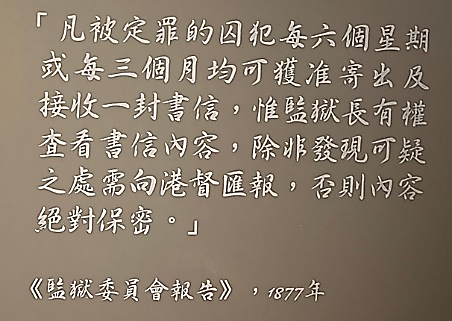 「凡被定罪的囚犯每六個星期
或每三個月均可獲准寄出及
接收一封書信，惟監獄長有權
查看書信內容，除非發現可疑
之處需向港督匯報，否則內容
絕對保密。」
《監獄委員會報告》，1877年